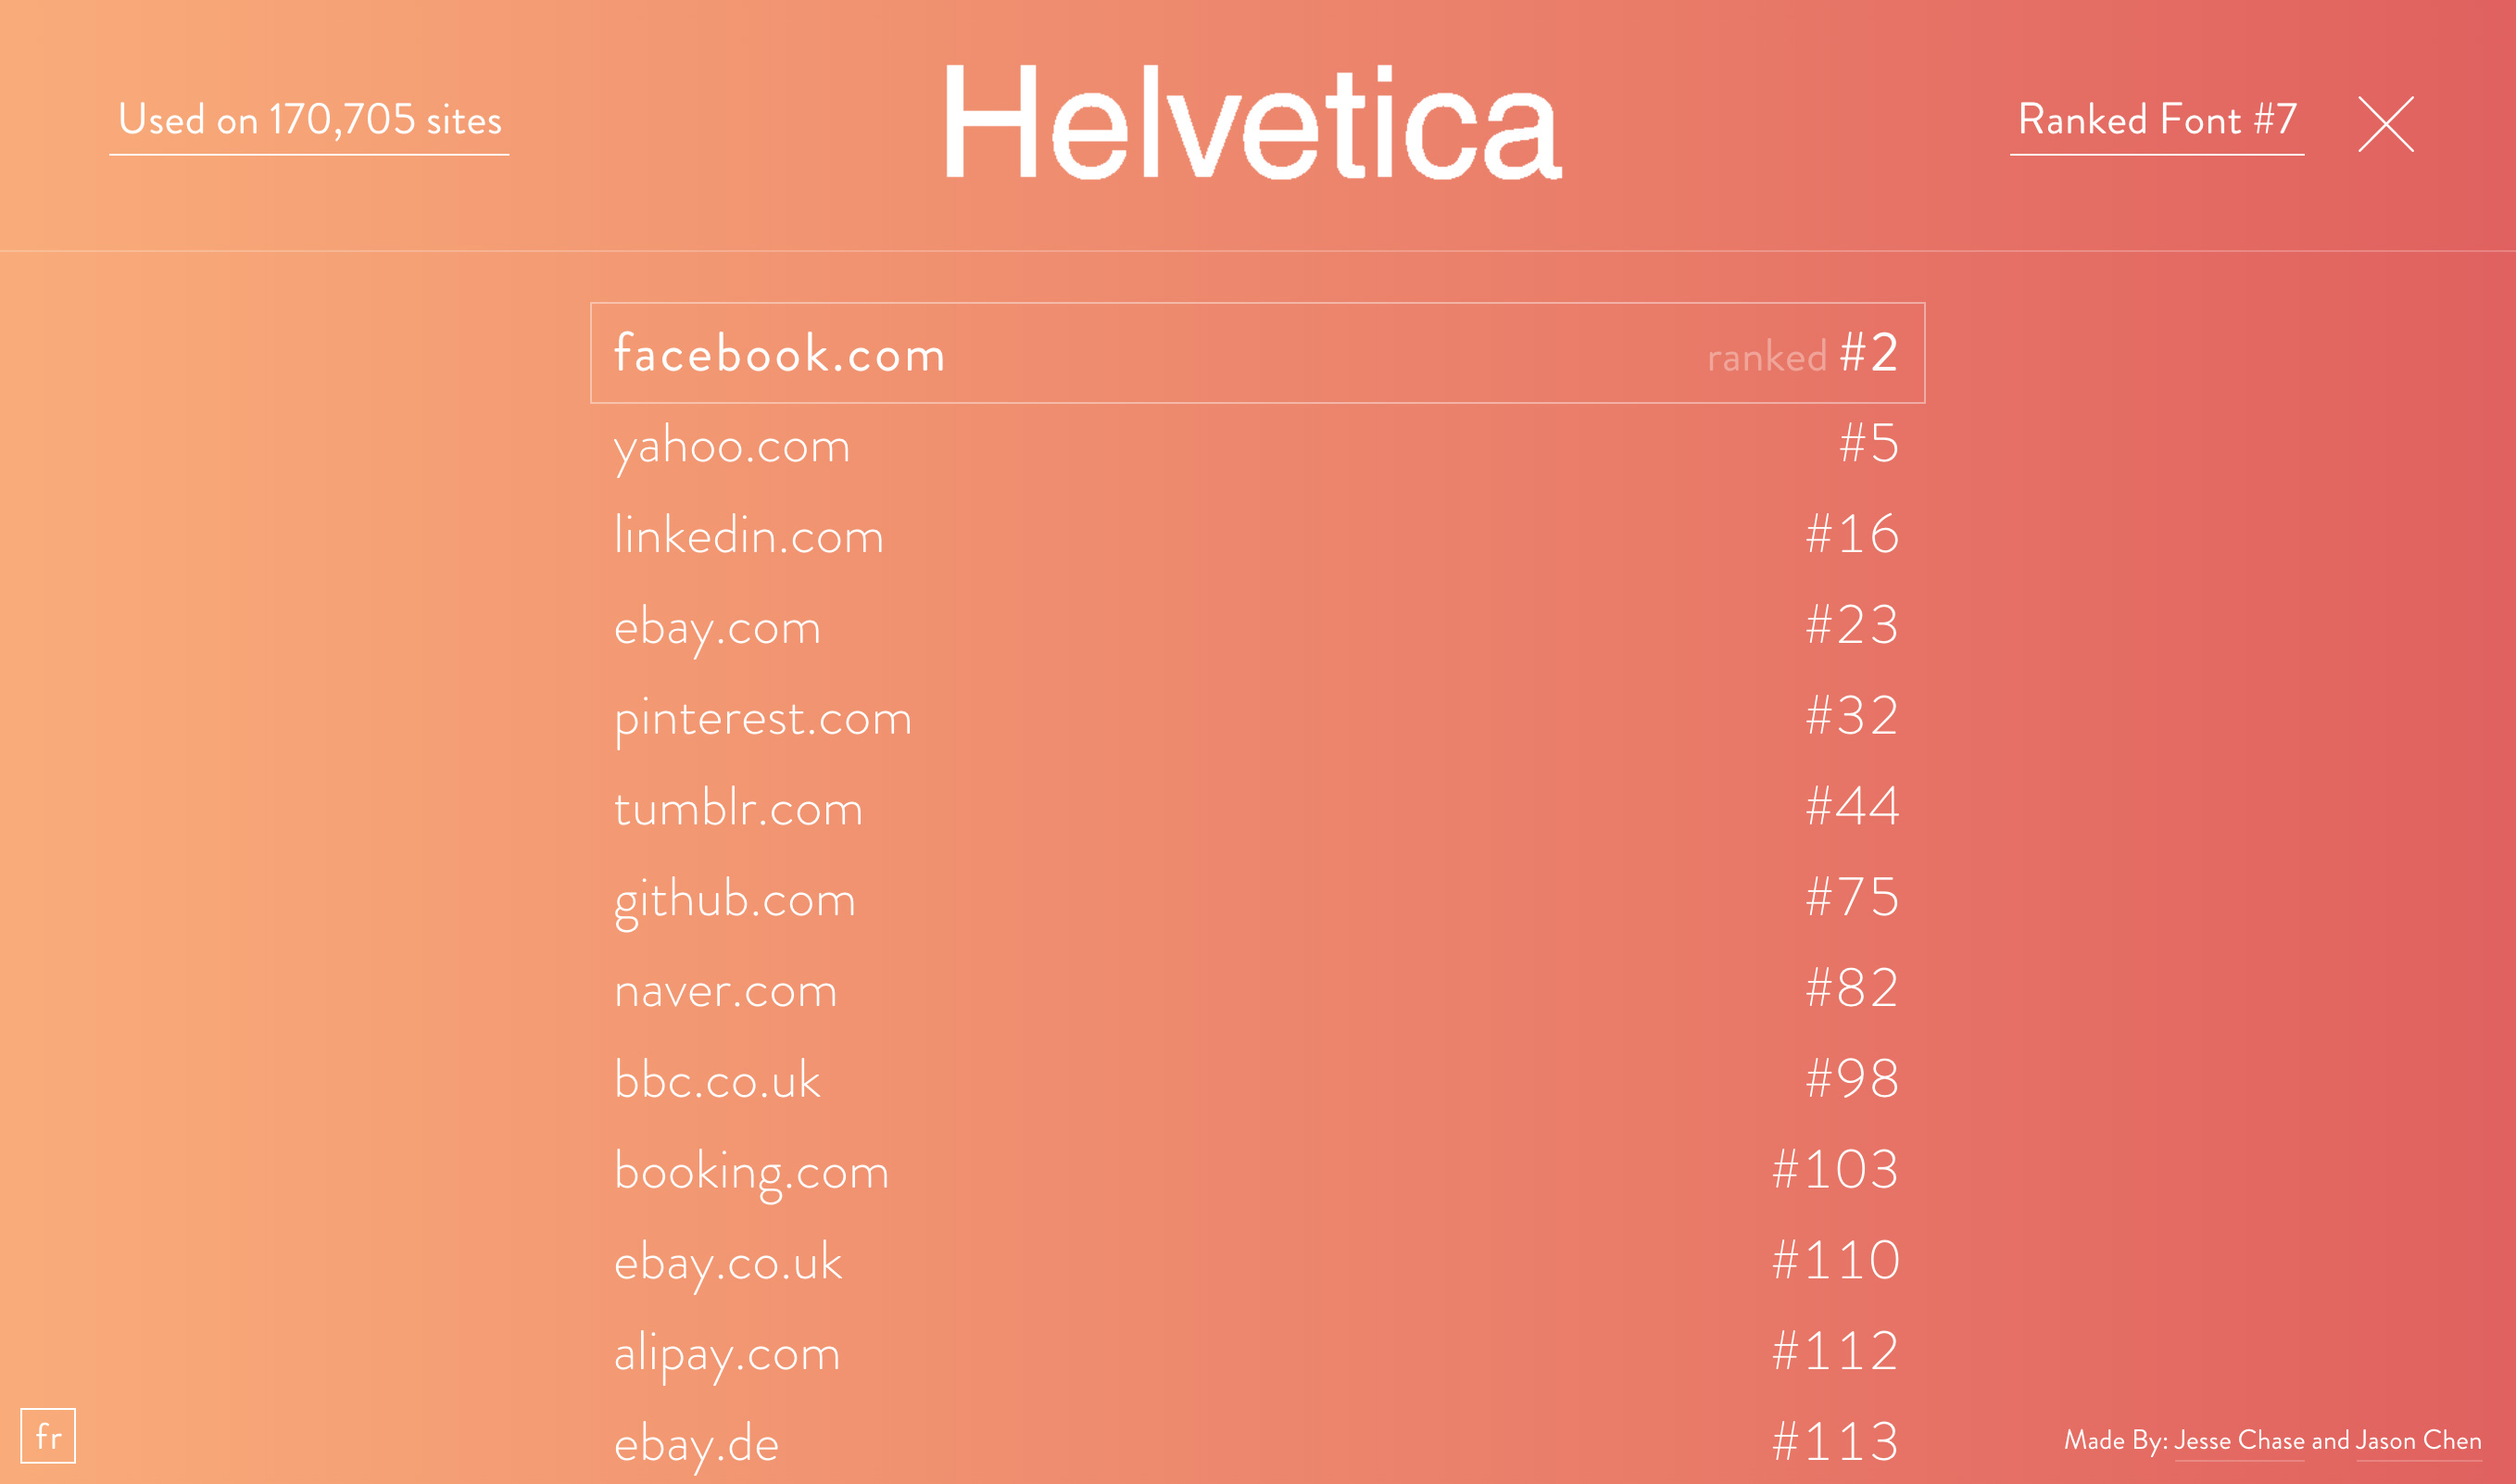 Used on 170,705 sites
Helvetica
Ranked Font #7
facebook.com ranked #2
yahoo.com #5
linkedin.com #16
ebay.com #23
pinterest.com #32
tumblr.com #44
github.com #75
naver.com #82
bbc.co.uk #98
booking.com #103
ebay.co.uk #110
alipay.com #112
ebay.de #113
fr
Made By: Jesse Chase and Jason Chen